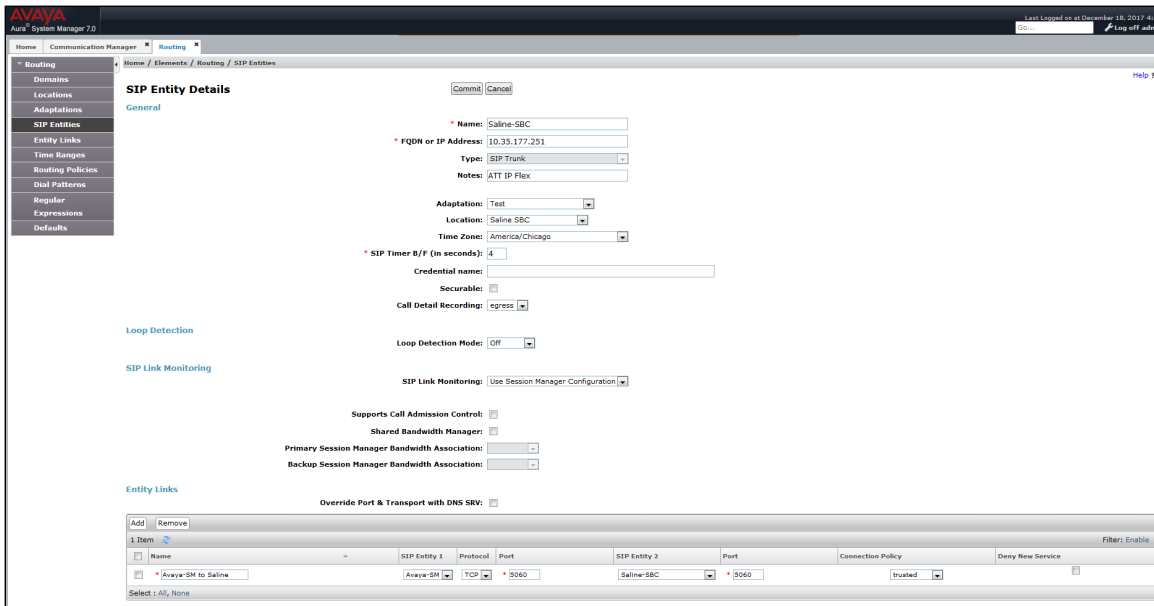 AVAYA
Aura® System Manager 7.0
Last Logged on at December 18, 2017 4:
Go...
Log off adm
Home Communication Manager × Routing ×
Routing
Domains
Locations
Adaptations
SIP Entities
Entity Links
Time Ranges
Routing Policies
Dial Patterns
Regular
Expressions
Defaults
Home / Elements / Routing / SIP Entities
Help ?
SIP Entity Details
Commit Cancel
General
* Name: Saline-SBC
* FQDN or IP Address: 10.35.177.251
Type: SIP Trunk
Notes: ATT IP Flex
Adaptation: Test
Location: Saline SBC
Time Zone: America/Chicago
* SIP Timer B/F (in seconds): 4
Credential name:
Securable:
Call Detail Recording: egress
Loop Detection
Loop Detection Mode: Off
SIP Link Monitoring
SIP Link Monitoring: Use Session Manager Configuration
Supports Call Admission Control:
Shared Bandwidth Manager:
Primary Session Manager Bandwidth Association:
Backup Session Manager Bandwidth Association:
Entity Links
Override Port & Transport with DNS SRV:
Add Remove
1 Item
Filter: Enable
Name SIP Entity 1 Protocol Port SIP Entity 2 Port Connection Policy Deny New Service
* Avaya-SM to Saline Avaya-SM TCP * 5060 Saline-SBC * 5060 trusted
Select : All, None